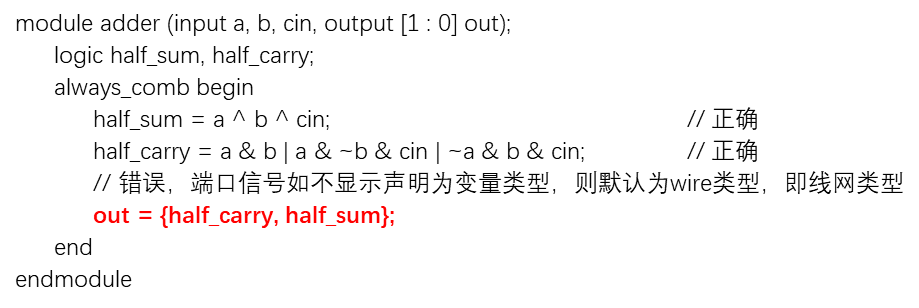 module adder (input a, b, cin, output [1 : 0] out);
logic half_sum, half_carry;
always_comb begin
half_sum = a ^ b ^ cin; // 正确
half_carry = a & b | a & ~b & cin | ~a & b & cin; // 正确
// 错误，端口信号如不显示声明为变量类型，则默认为wire类型，即线网类型
out = {half_carry, half_sum};
end
endmodule